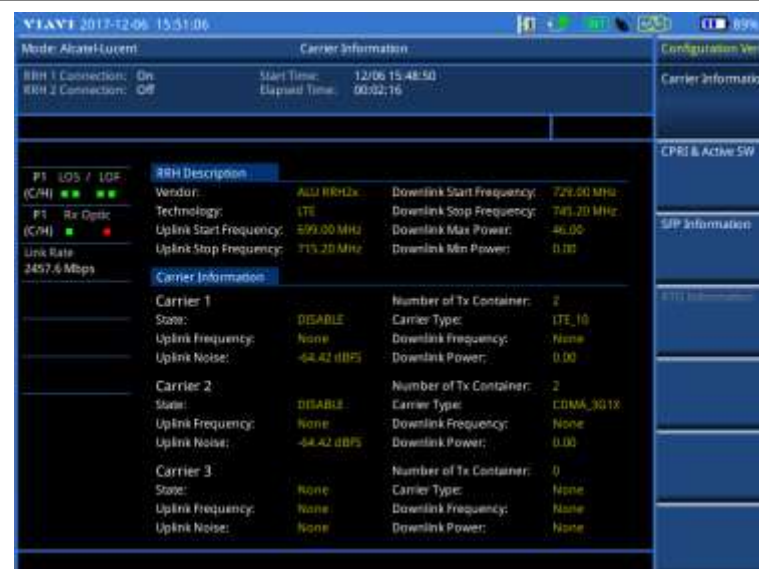 VIAVI 2017-12-06 15:51:06
89%
Mode: Alcatel-Lucent Carrier Information
RRH 1 Connection: On Start Time: 12/06 15:48:50
RRH 2 Connection: Off Elapsed Time: 00:02:16
P1 LOS / LOF
(C/H)
P1 Rx Optic
(C/H)
Link Rate
2457.6 Mbps
RRH Description
Vendor: ALU RRH2x Downlink Start Frequency: 729.00 MHz
Technology: LTE Downlink Stop Frequency: 745.20 MHz
Uplink Start Frequency: 699.00 MHz Downlink Max Power: 46.00
Uplink Stop Frequency: 715.20 MHz Downlink Min Power: 0.00
Carrier Information
Carrier 1 Number of Tx Container: 2
State: DISABLE Carrier Type: LTE_10
Uplink Frequency: None Downlink Frequency: None
Uplink Noise: -64.42 dBFS Downlink Power: 0.00
Carrier 2 Number of Tx Container: 2
State: DISABLE Carrier Type: CDMA_3G1X
Uplink Frequency: None Downlink Frequency: None
Uplink Noise: -64.42 dBFS Downlink Power: 0.00
Carrier 3 Number of Tx Container: 0
State: None Carrier Type: None
Uplink Frequency: None Downlink Frequency: None
Uplink Noise: None Downlink Power: None
Configuration Ver
Carrier Informatio
CPRI & Active SW
SFP Information